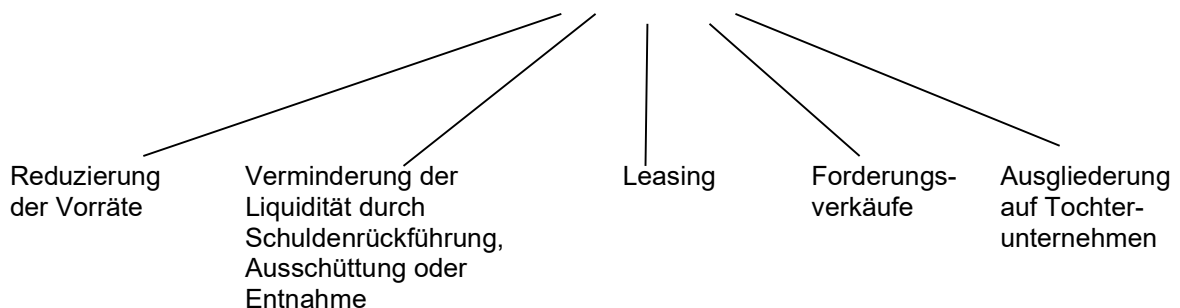 Reduzierung
der Vorräte
Verminderung der
Liquidität durch
Schuldenrückführung,
Ausschüttung oder
Entnahme
Leasing
Forderungs-
verkäufe
Ausgliederung
auf Tochter-
unternehmen